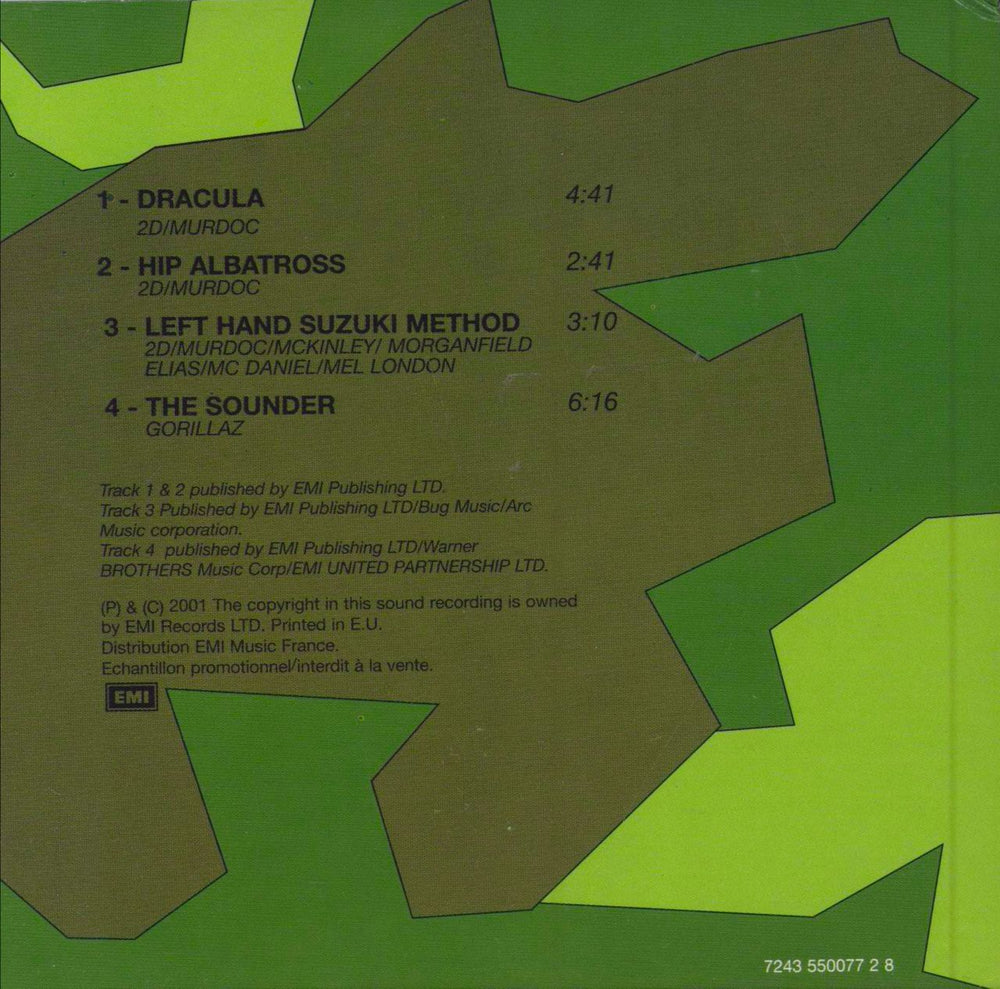 1 - DRACULA 4:41
2D/MURDOC
2 - HIP ALBATROSS 2:41
2D/MURDOC
3 - LEFT HAND SUZUKI METHOD 3:10
2D/MURDOC/MCKINLEY/ MORGANFIELD
ELIAS/MC DANIEL/MEL LONDON
4 - THE SOUNDER 6:16
GORILLAZ
Track 1 & 2 published by EMI Publishing LTD.
Track 3 Published by EMI Publishing LTD/Bug Music/Arc
Music corporation.
Track 4 published by EMI Publishing LTD/Warner
BROTHERS Music Corp/EMI UNITED PARTNERSHIP LTD.
(P) & (C) 2001 The copyright in this sound recording is owned
by EMI Records LTD. Printed in E.U.
Distribution EMI Music France.
Echantillon promotionnel/interdit à la vente.
EMI
7243 550077 2 8